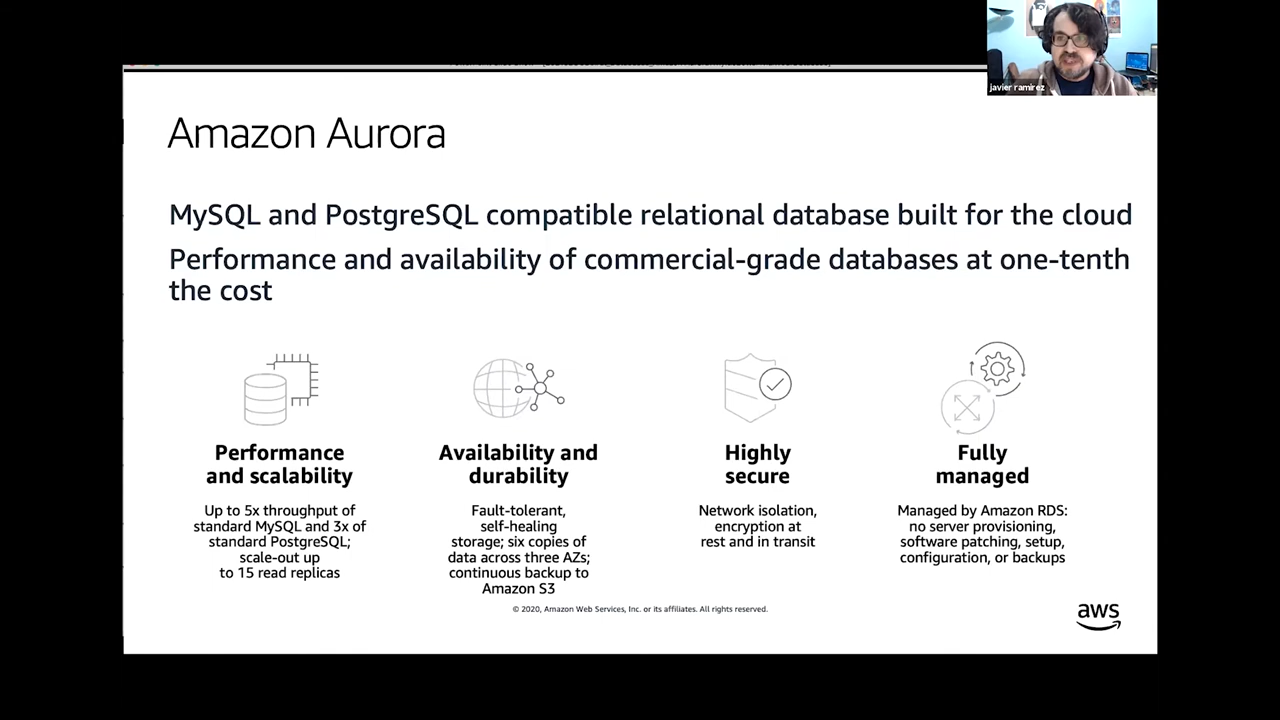 javier ramirez
Amazon Aurora
MySQL and PostgreSQL compatible relational database built for the cloud
Performance and availability of commercial-grade databases at one-tenth
the cost
Performance
and scalability
Up to 5x throughput of
standard MySQL and 3x of
standard PostgreSQL;
scale-out up
to 15 read replicas
Availability and
durability
Fault-tolerant,
self-healing
storage; six copies of
data across three AZs;
continuous backup to
Amazon S3
Highly
secure
Network isolation,
encryption at
rest and in transit
Fully
managed
Managed by Amazon RDS:
no server provisioning,
software patching, setup,
configuration, or backups
© 2020, Amazon Web Services, Inc. or its affiliates. All rights reserved.
aws